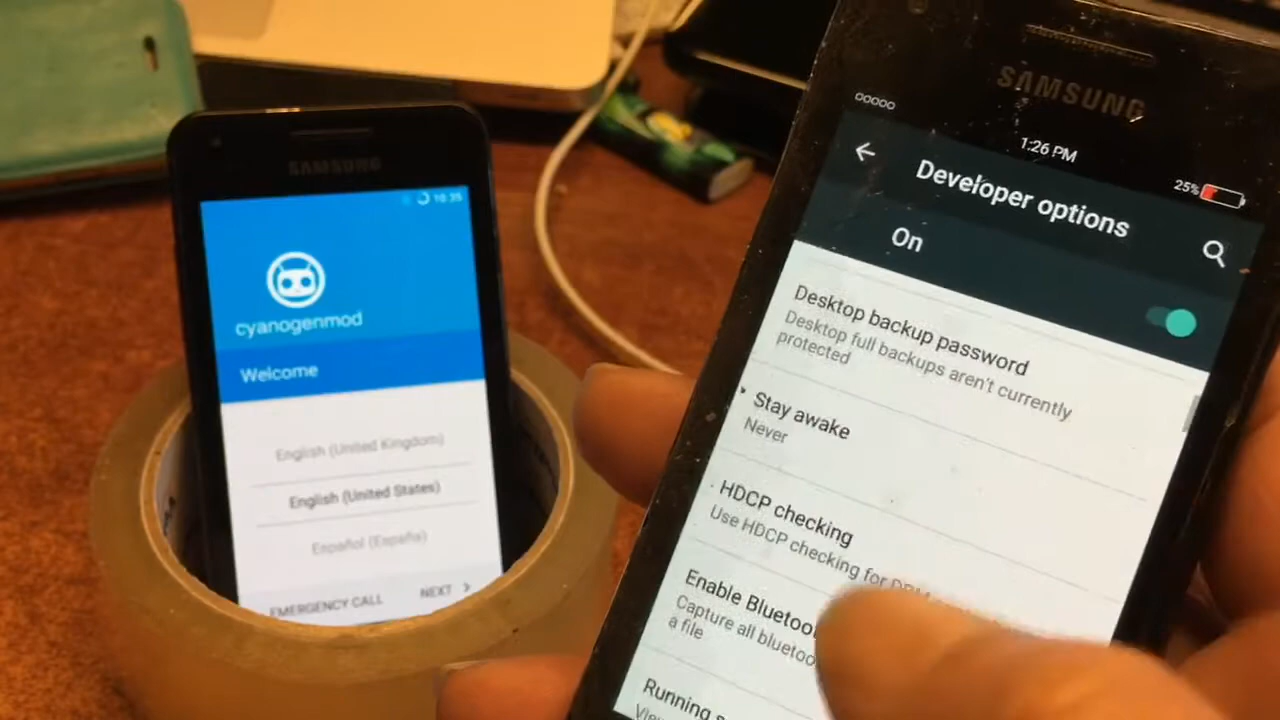 SAMSUNG
10:35
cyanogenmod
Welcome
English (United Kingdom)
English (United States)
Español (España)
EMERGENCY CALL
NEXT
SAMSUNG
1:26 PM
25%
Developer options
On
Desktop backup password
Desktop full backups aren't currently
protected
Stay awake
Never
HDCP checking
Use HDCP checking for DRM
Enable
Capture all
a file
Running